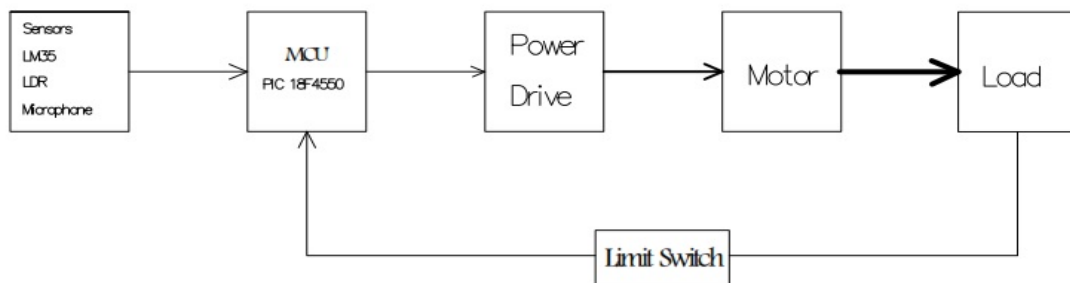 Sensors
LM35
LDR
Microphone
MCU
PIC 18F4550
Power
Drive
Motor
Load
Limit Switch